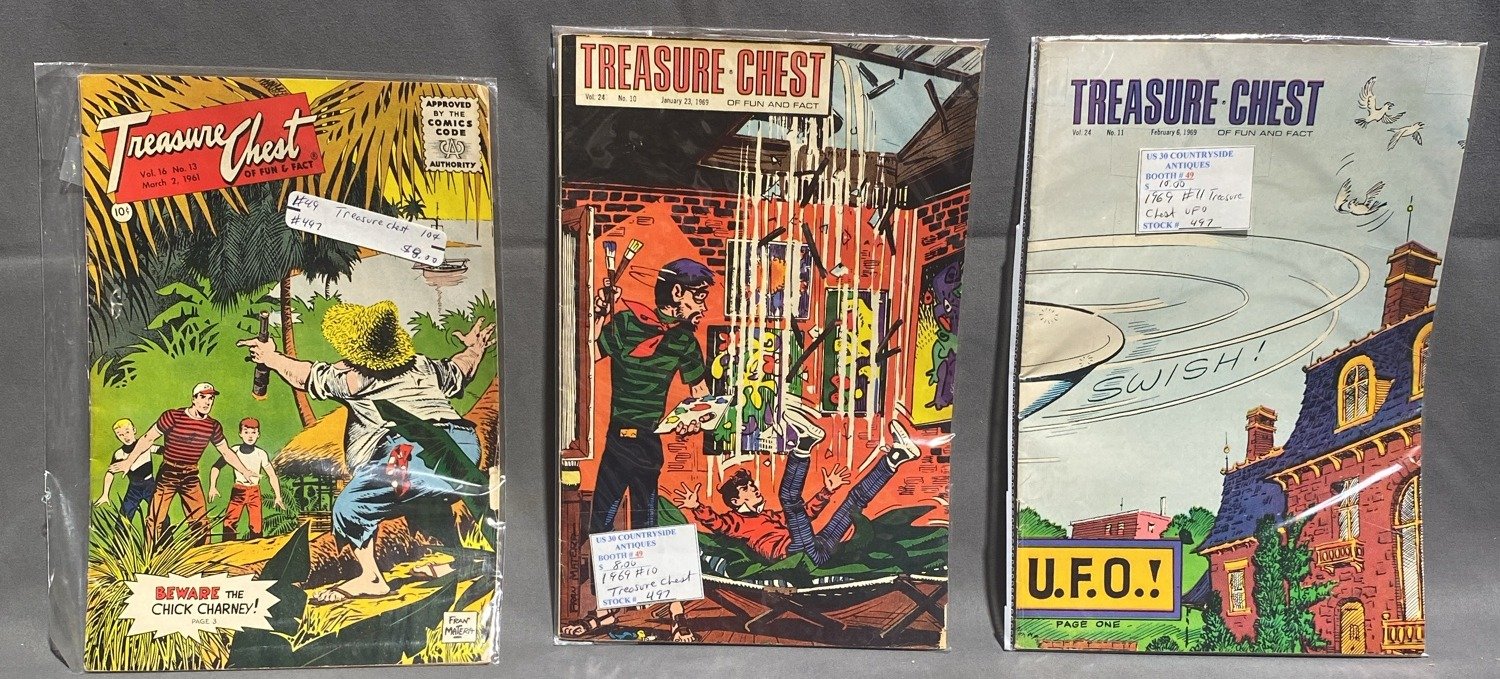 Treasure Chest
OF FUN & FACT®
Vol. 16 No. 13
March 2, 1961
10¢
APPROVED
BY THE
COMICS
CODE
CA
AUTHORITY
#49 Treasure chest 10¢
#497
$8.00
BEWARE THE
CHICK CHARNEY!
PAGE 3
FRAN
MATERA
TREASURE·CHEST
Vol. 24 No. 10 January 23, 1969 OF FUN AND FACT
US 30 COUNTRYSIDE
ANTIQUES
BOOTH # 49
$ 8.00
1969 #10
Treasure chest
STOCK # 497
TREASURE·CHEST
Vol. 24 No. 11 February 6, 1969 OF FUN AND FACT
US 30 COUNTRYSIDE
ANTIQUES
BOOTH # 49
$ 10.00
1969 #11 Treasure
Chest UFO
STOCK # 497
SWISH!
U.F.O.!
PAGE ONE